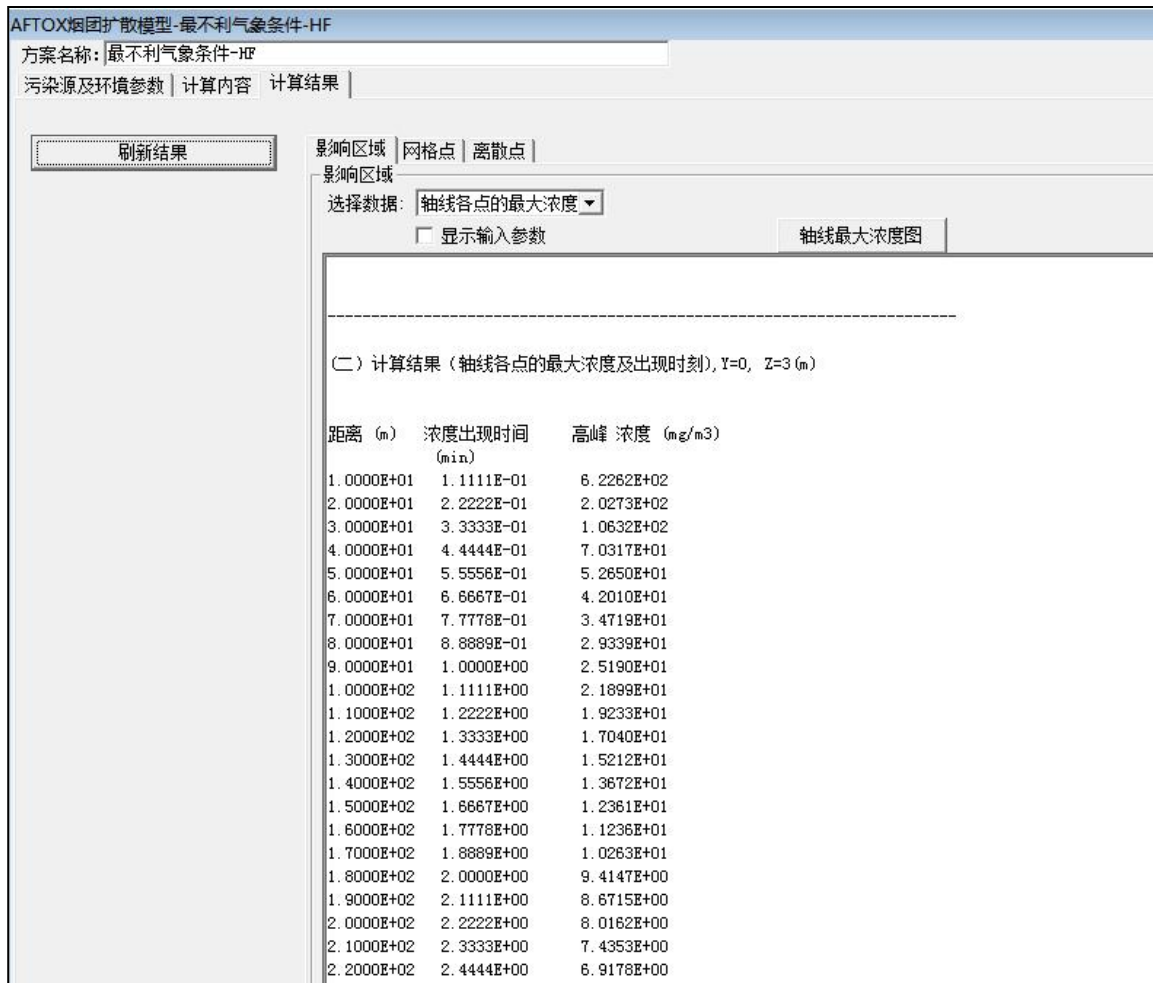 AFTOX烟团扩散模型-最不利气象条件-HF
方案名称: 最不利气象条件-HF
污染源及环境参数 计算内容 计算结果
刷新结果
影响区域 网格点 离散点
影响区域
选择数据: 轴线各点的最大浓度
显示输入参数 轴线最大浓度图
------------------------------------------------------------------------
(二) 计算结果 (轴线各点的最大浓度及出现时刻), Y=0, Z=3(m)
距离 (m) 浓度出现时间 高峰 浓度 (mg/m3)
(min)
1.0000E+01 1.1111E-01 6.2262E+02
2.0000E+01 2.2222E-01 2.0273E+02
3.0000E+01 3.3333E-01 1.0632E+02
4.0000E+01 4.4444E-01 7.0317E+01
5.0000E+01 5.5556E-01 5.2650E+01
6.0000E+01 6.6667E-01 4.2010E+01
7.0000E+01 7.7778E-01 3.4719E+01
8.0000E+01 8.8889E-01 2.9339E+01
9.0000E+01 1.0000E+00 2.5190E+01
1.0000E+02 1.1111E+00 2.1899E+01
1.1000E+02 1.2222E+00 1.9233E+01
1.2000E+02 1.3333E+00 1.7040E+01
1.3000E+02 1.4444E+00 1.5212E+01
1.4000E+02 1.5556E+00 1.3672E+01
1.5000E+02 1.6667E+00 1.2361E+01
1.6000E+02 1.7778E+00 1.1236E+01
1.7000E+02 1.8889E+00 1.0263E+01
1.8000E+02 2.0000E+00 9.4147E+00
1.9000E+02 2.1111E+00 8.6715E+00
2.0000E+02 2.2222E+00 8.0162E+00
2.1000E+02 2.3333E+00 7.4353E+00
2.2000E+02 2.4444E+00 6.9178E+00